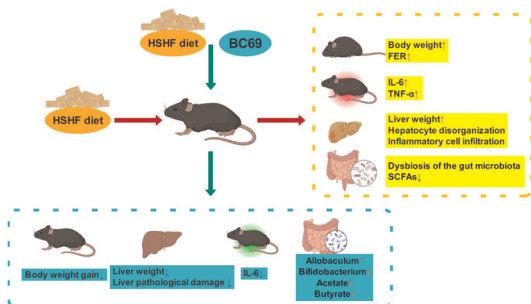 HSHF diet
BC69
HSHF diet
Body weight↑
FER↑
IL-6↑
TNF-α↑
Liver weight↑
Hepatocyte disorganization
Inflammatory cell infiltration
Dysbiosis of the gut microbiota
SCFAs↓
Body weight gain↓
Liver weight↓
Liver pathological damage↓
IL-6↓
Allobaculum↑
Bifidobacterium↑
Acetate↑
Butyrate↑